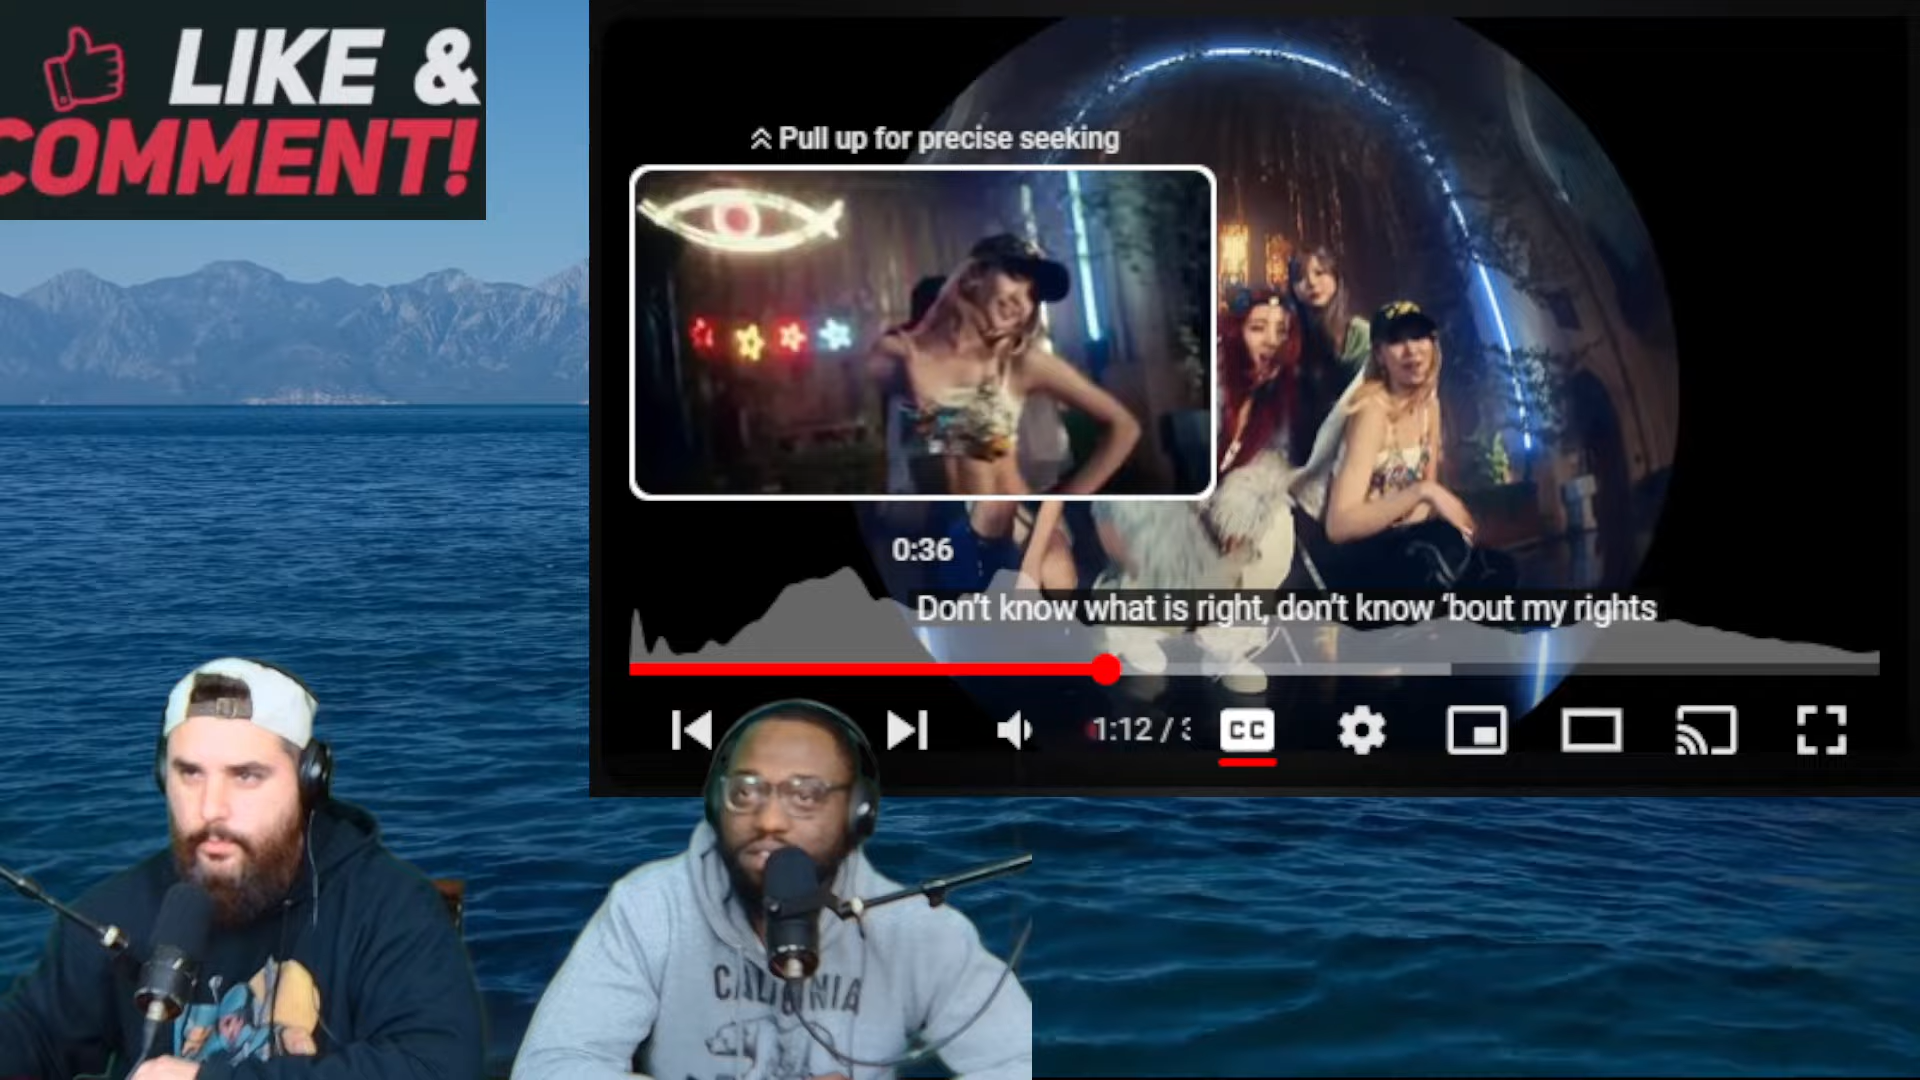 LIKE &
COMMENT!
Pull up for precise seeking
0:36
Don't know what is right, don't know 'bout my rights
1:12 / 3
CC